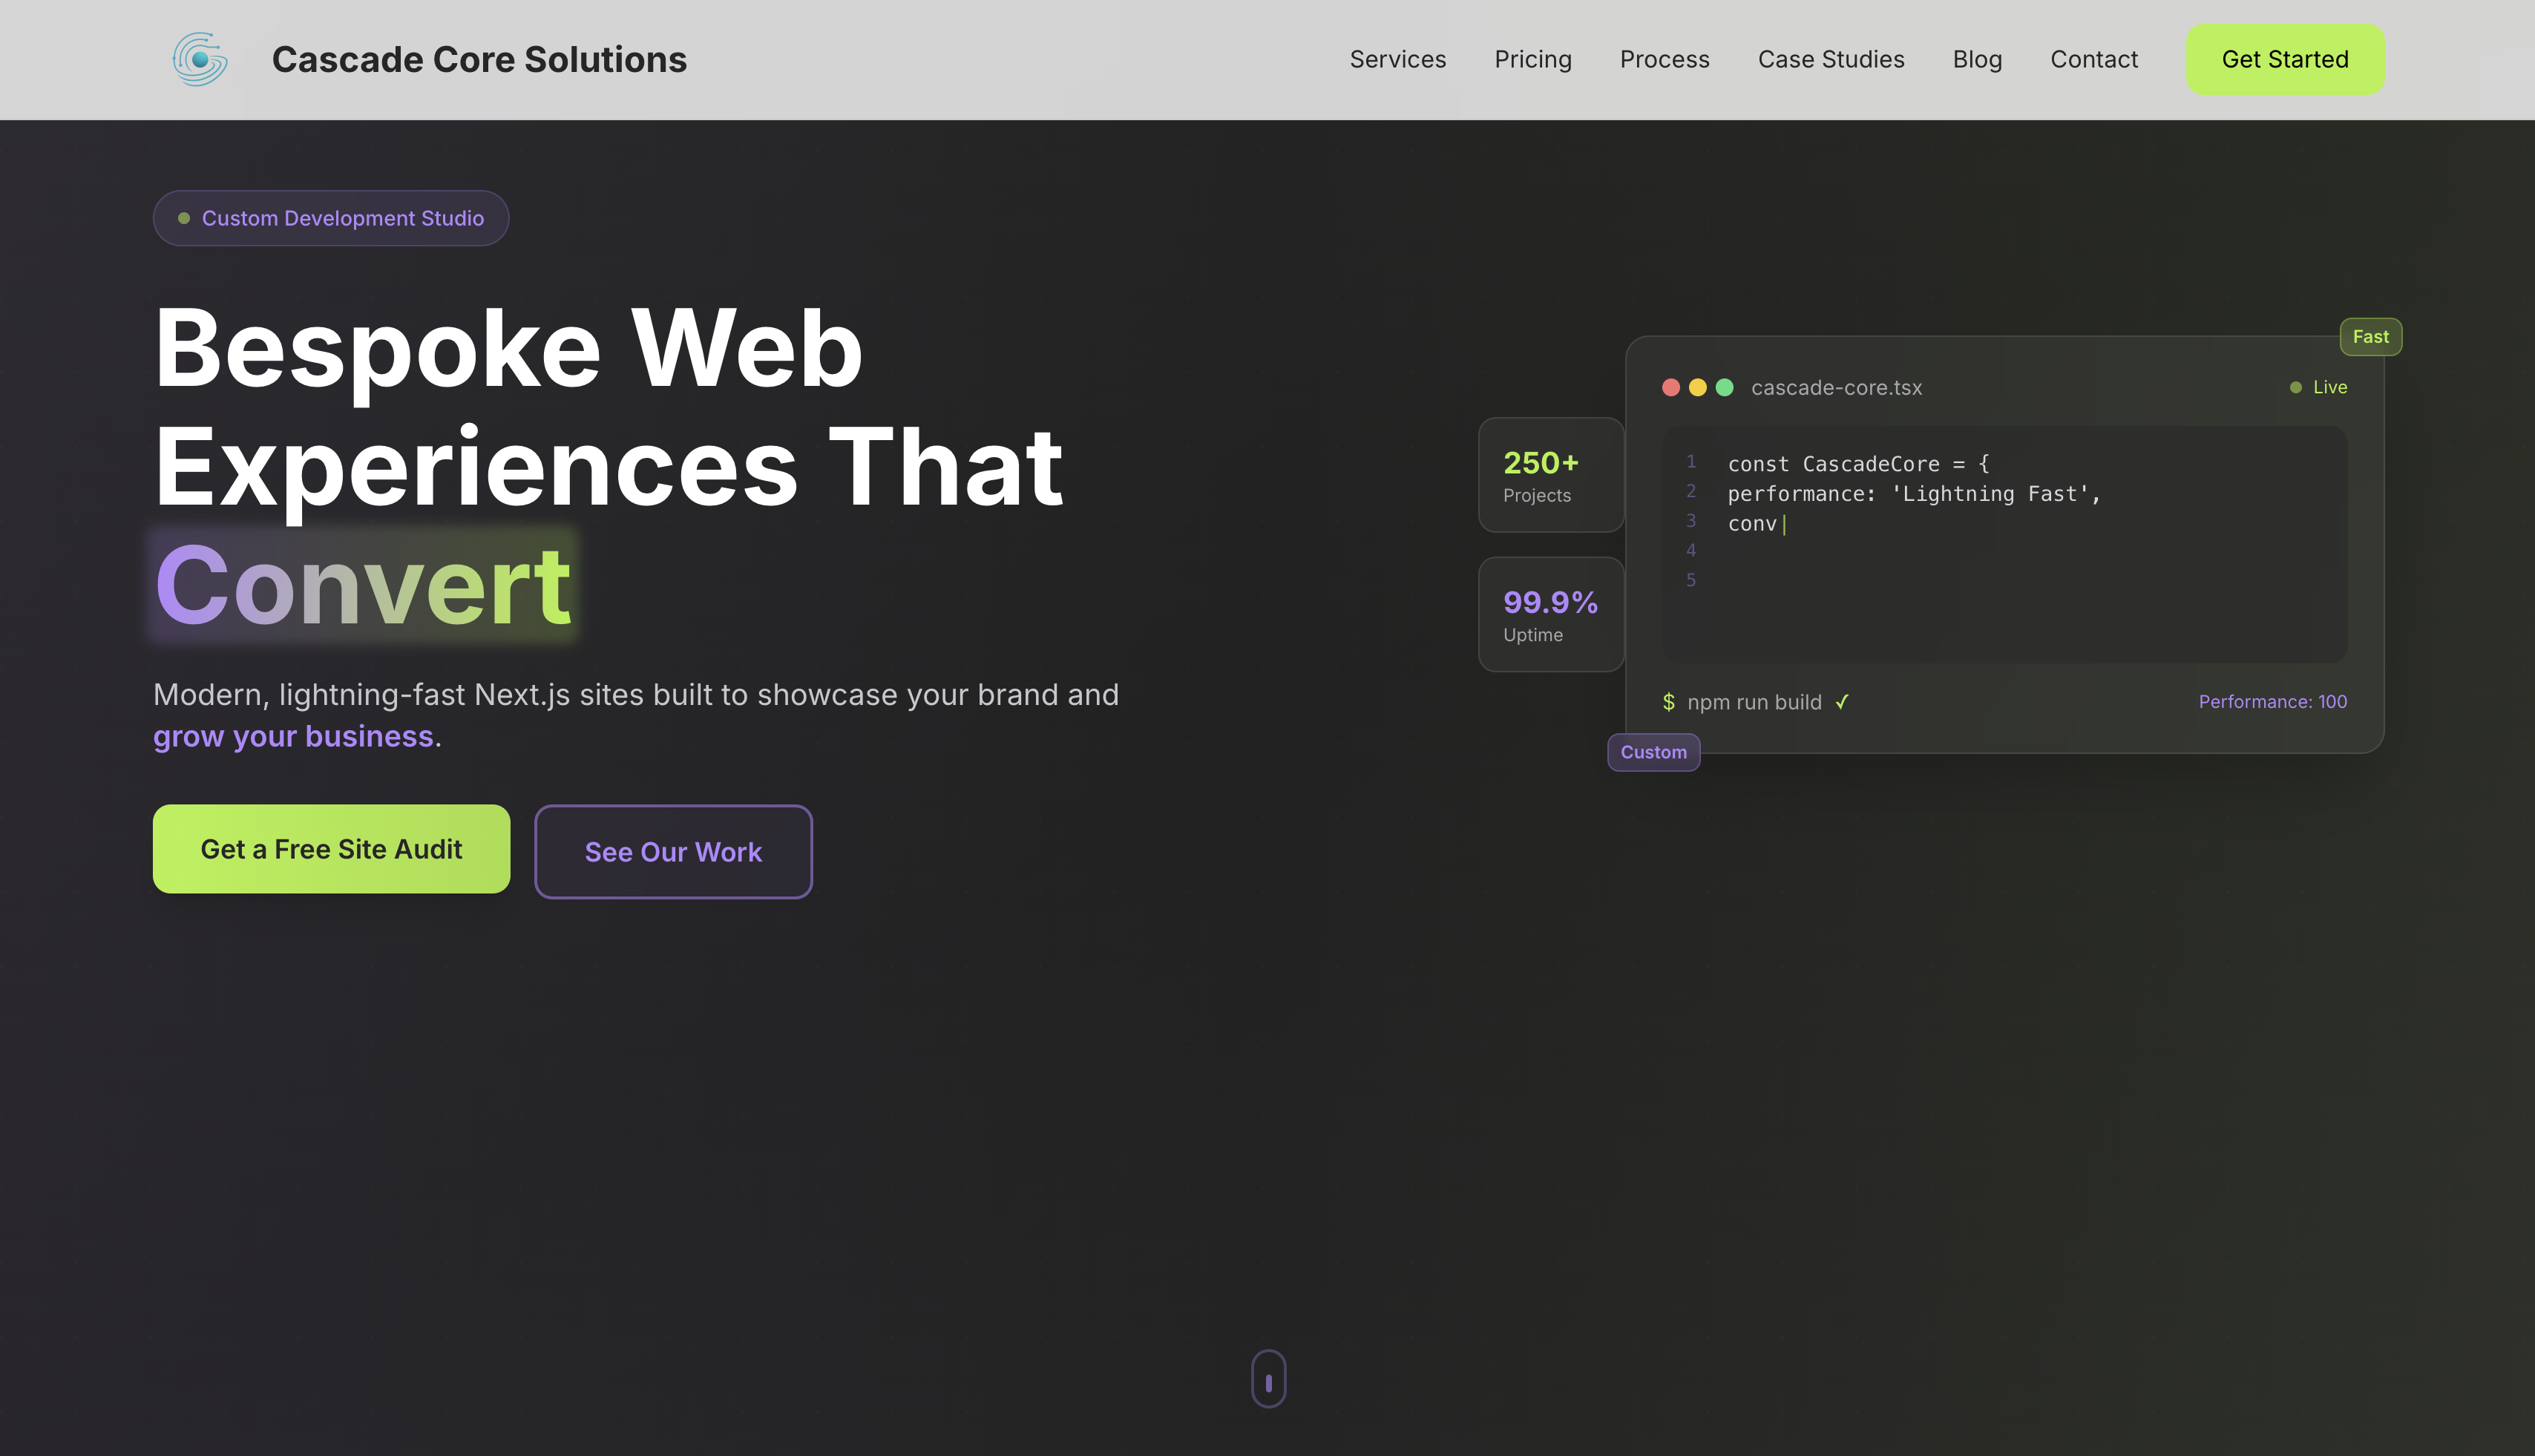 Cascade Core Solutions
Services
Pricing
Process
Case Studies
Blog
Contact
Get Started
Custom Development Studio
Bespoke Web
Experiences That
Convert
Modern, lightning-fast Next.js sites built to showcase your brand and
grow your business.
Get a Free Site Audit
See Our Work
250+
Projects
99.9%
Uptime
Fast
cascade-core.tsx
Live
1 const CascadeCore = {
2 performance: 'Lightning Fast',
3 conv|
4
5
$ npm run build ✓
Performance: 100
Custom